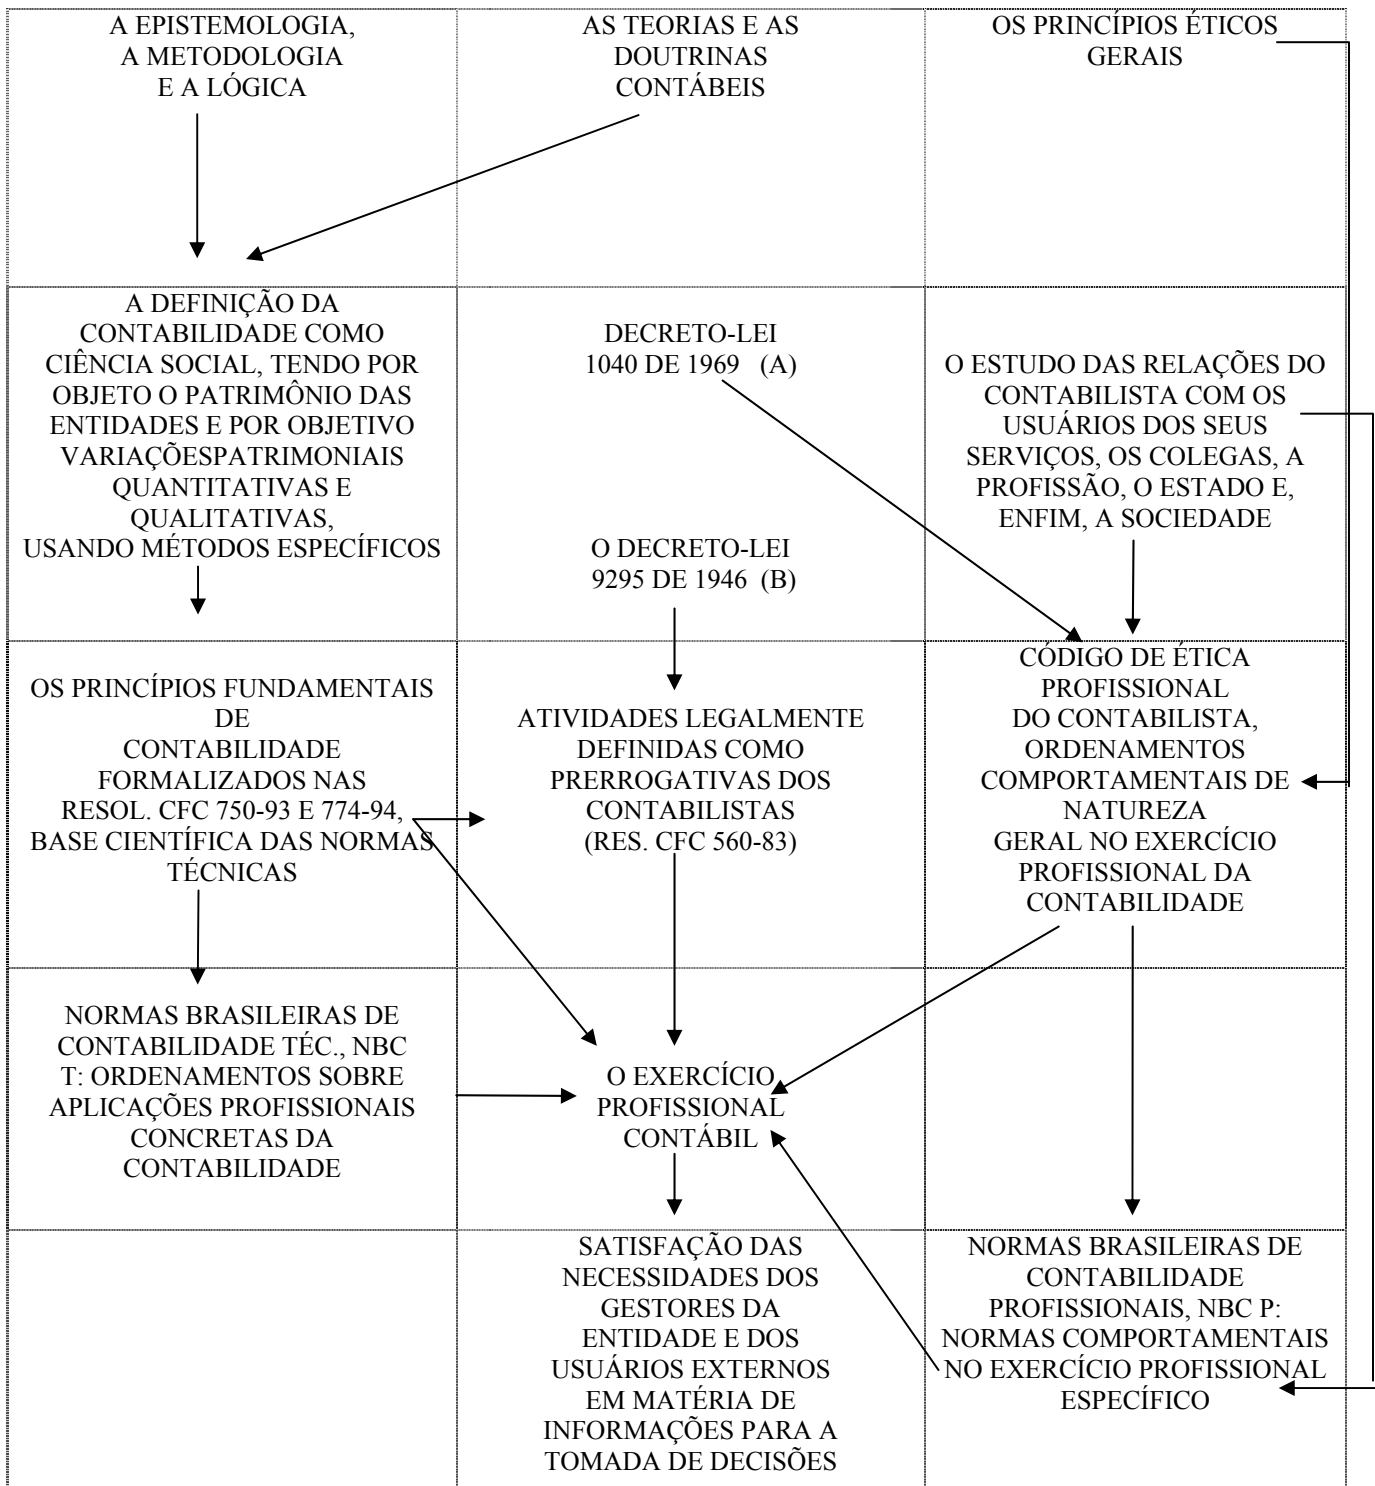 A EPISTEMOLOGIA,
A METODOLOGIA
E A LÓGICA
AS TEORIAS E AS
DOUTRINAS
CONTÁBEIS
OS PRINCÍPIOS ÉTICOS
GERAIS
A DEFINIÇÃO DA
CONTABILIDADE COMO
CIÊNCIA SOCIAL, TENDO POR
OBJETO O PATRIMÔNIO DAS
ENTIDADES E POR OBJETIVO
VARIAÇÕESPATRIMONIAIS
QUANTITATIVAS E
QUALITATIVAS,
USANDO MÉTODOS ESPECÍFICOS
DECRETO-LEI
1040 DE 1969 (A)
O DECRETO-LEI
9295 DE 1946 (B)
O ESTUDO DAS RELAÇÕES DO
CONTABILISTA COM OS
USUÁRIOS DOS SEUS
SERVIÇOS, OS COLEGAS, A
PROFISSÃO, O ESTADO E,
ENFIM, A SOCIEDADE
OS PRINCÍPIOS FUNDAMENTAIS
DE
CONTABILIDADE
FORMALIZADOS NAS
RESOL. CFC 750-93 E 774-94,
BASE CIENTÍFICA DAS NORMAS
TÉCNICAS
ATIVIDADES LEGALMENTE
DEFINIDAS COMO
PRERROGATIVAS DOS
CONTABILISTAS
(RES. CFC 560-83)
CÓDIGO DE ÉTICA
PROFISSIONAL
DO CONTABILISTA,
ORDENAMENTOS
COMPORTAMENTAIS DE
NATUREZA
GERAL NO EXERCÍCIO
PROFISSIONAL DA
CONTABILIDADE
NORMAS BRASILEIRAS DE
CONTABILIDADE TÉC., NBC
T: ORDENAMENTOS SOBRE
APLICAÇÕES PROFISSIONAIS
CONCRETAS DA
CONTABILIDADE
O EXERCÍCIO
PROFISSIONAL
CONTÁBIL
SATISFAÇÃO DAS
NECESSIDADES DOS
GESTORES DA
ENTIDADE E DOS
USUÁRIOS EXTERNOS
EM MATÉRIA DE
INFORMAÇÕES PARA A
TOMADA DE DECISÕES
NORMAS BRASILEIRAS DE
CONTABILIDADE
PROFISSIONAIS, NBC P:
NORMAS COMPORTAMENTAIS
NO EXERCÍCIO PROFISSIONAL
ESPECÍFICO